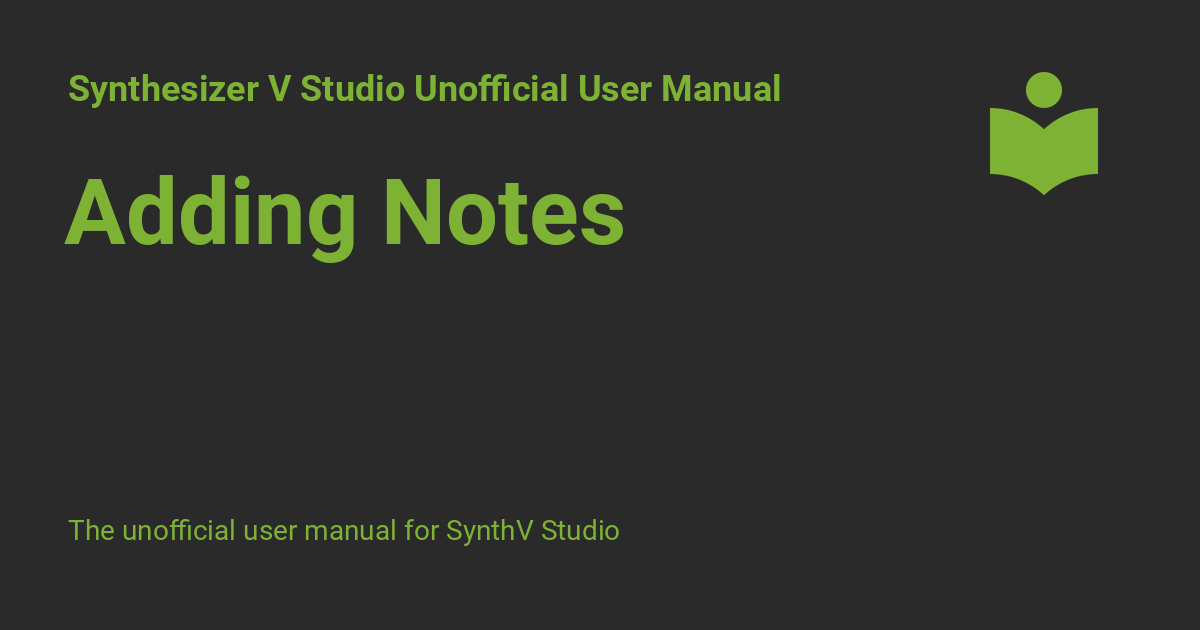 Synthesizer V Studio Unofficial User Manual
Adding Notes
The unofficial user manual for SynthV Studio